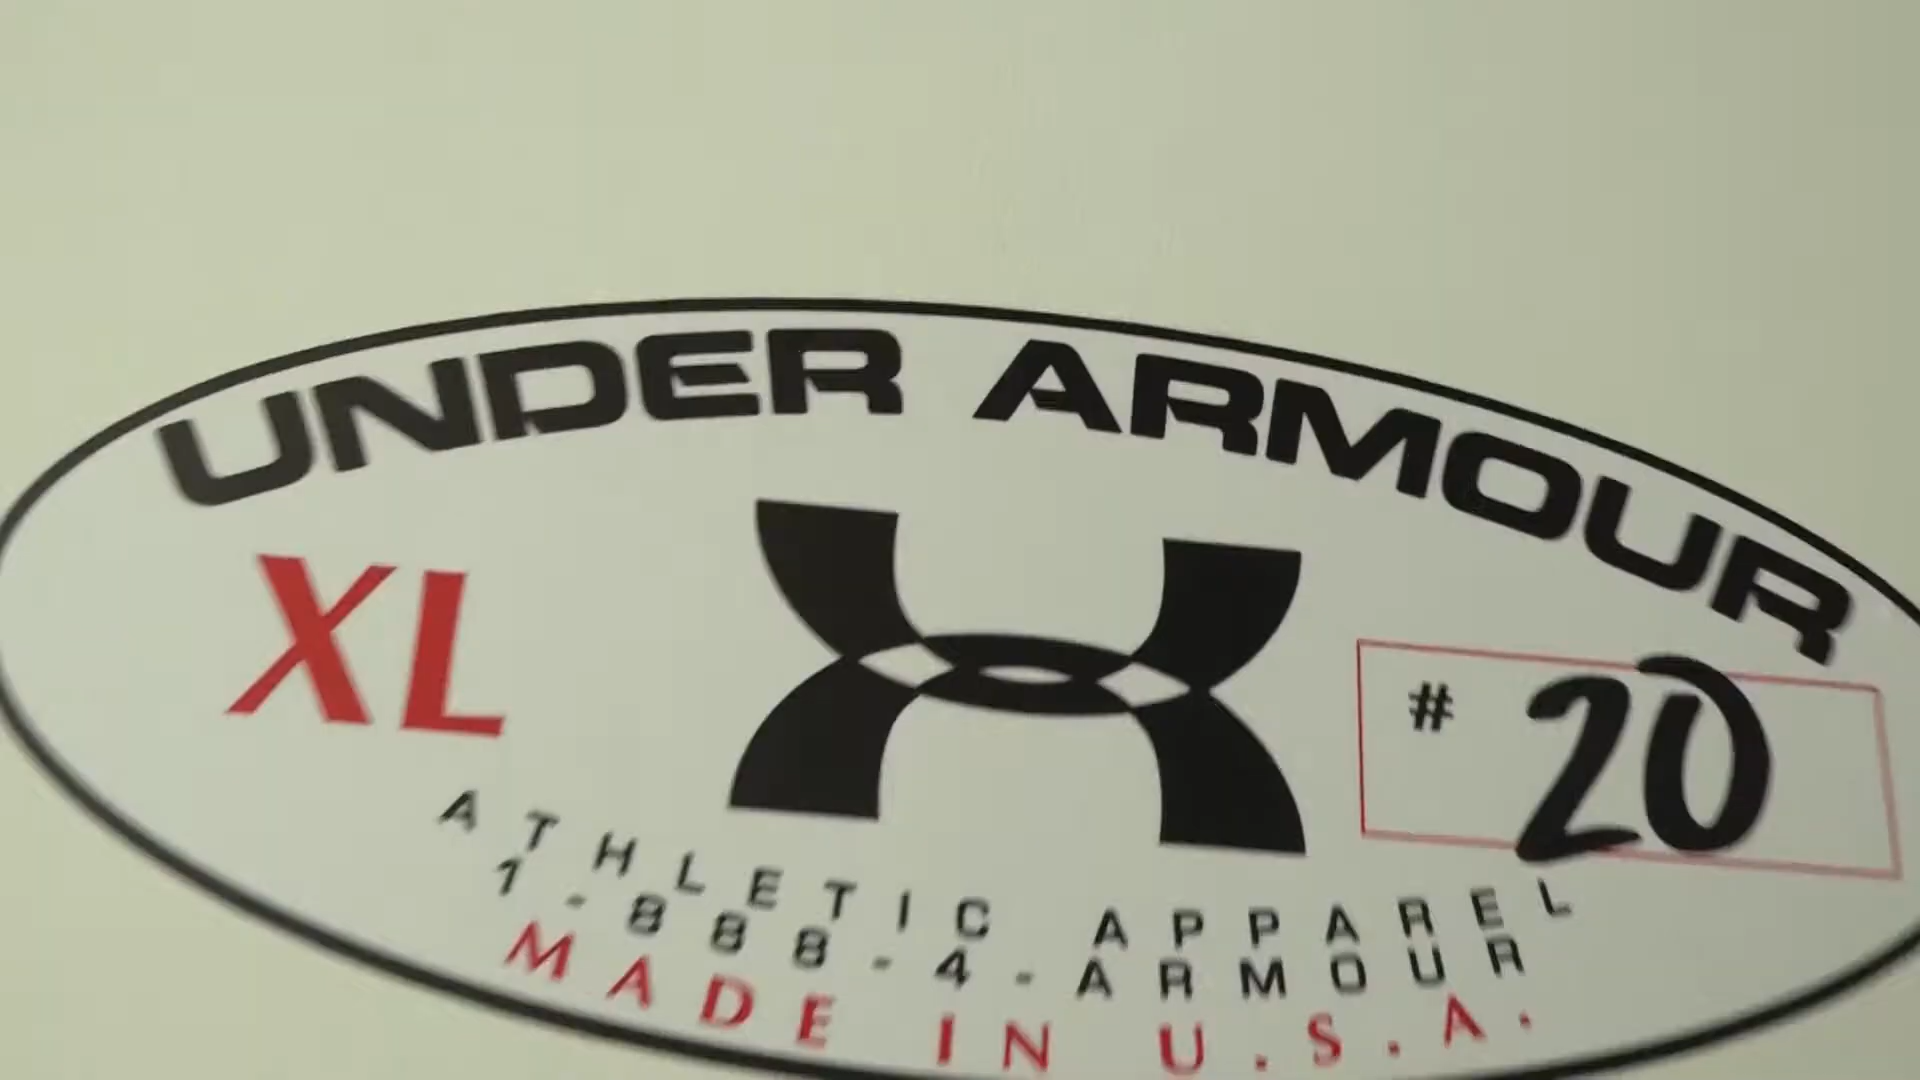 UNDER ARMOUR
XL
# 20
ATHLETIC APPAREL
1-888-4-ARMOUR
MADE IN U.S.A.